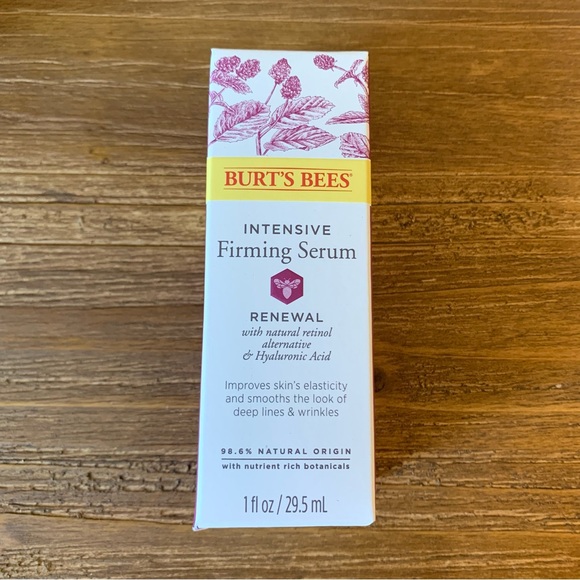 BURT'S BEES®
INTENSIVE
Firming Serum
RENEWAL
with natural retinol
alternative
& Hyaluronic Acid
Improves skin's elasticity
and smooths the look of
deep lines & wrinkles
98.6% NATURAL ORIGIN
with nutrient rich botanicals
1 fl oz / 29.5 mL